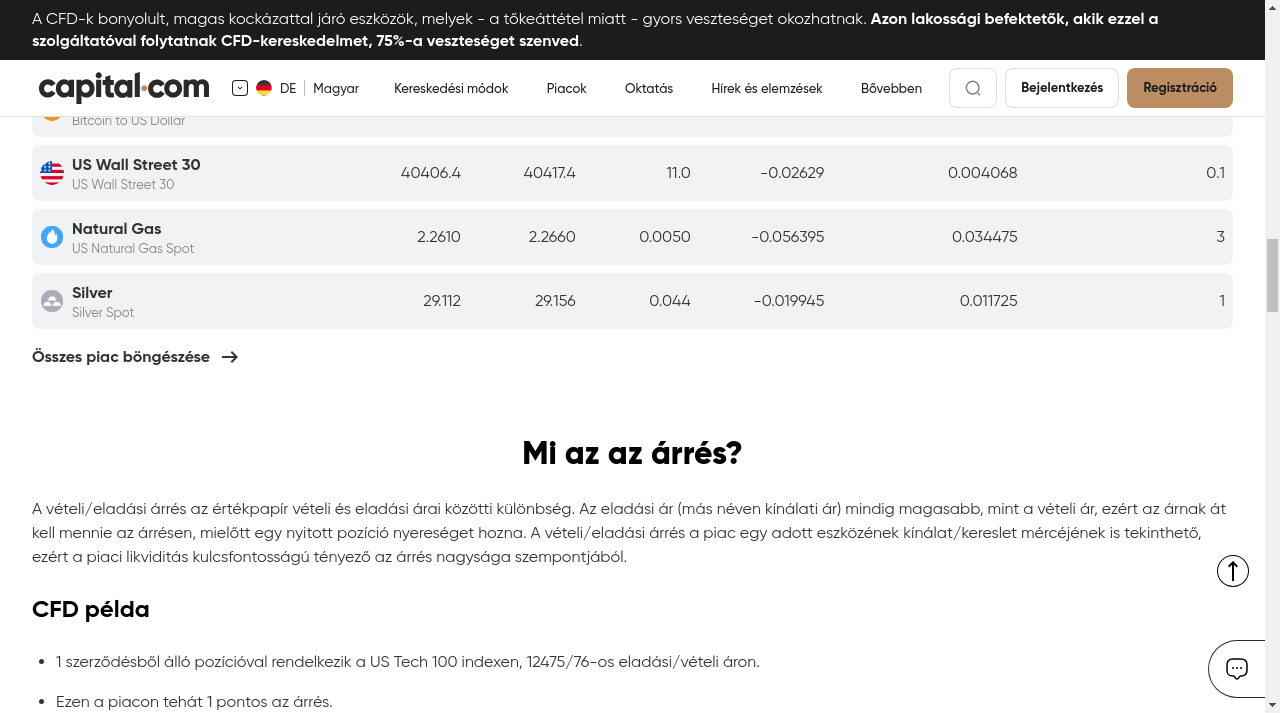 A CFD-k bonyolult, magas kockázattal járó eszközök, melyek - a tőkeáttétel miatt - gyors veszteséget okozhatnak. Azon lakossági befektetők, akik ezzel a
szolgáltatóval folytatnak CFD-kereskedelmet, 75%-a veszteséget szenved.
capital.com DE Magyar Kereskedési módok Piacok Oktatás Hírek és elemzések Bővebben Bejelentkezés Regisztráció
Bitcoin to US Dollar
US Wall Street 30 40406.4 40417.4 11.0 -0.02629 0.004068 0.1
US Wall Street 30
Natural Gas 2.2610 2.2660 0.0050 -0.056395 0.034475 3
US Natural Gas Spot
Silver 29.112 29.156 0.044 -0.019945 0.011725 1
Silver Spot
Összes piac böngészése
Mi az az árrés?
A vételi/eladási árrés az értékpapír vételi és eladási árai közötti különbség. Az eladási ár (más néven kínálati ár) mindig magasabb, mint a vételi ár, ezért az árnak át
kell mennie az árrésen, mielőtt egy nyitott pozíció nyereséget hozna. A vételi/eladási árrés a piac egy adott eszközének kínálat/kereslet mércéjének is tekinthető,
ezért a piaci likviditás kulcsfontosságú tényező az árrés nagysága szempontjából.
CFD példa
1 szerződésből álló pozícióval rendelkezik a US Tech 100 indexen, 12475/76-os eladási/vételi áron.
Ezen a piacon tehát 1 pontos az árrés.